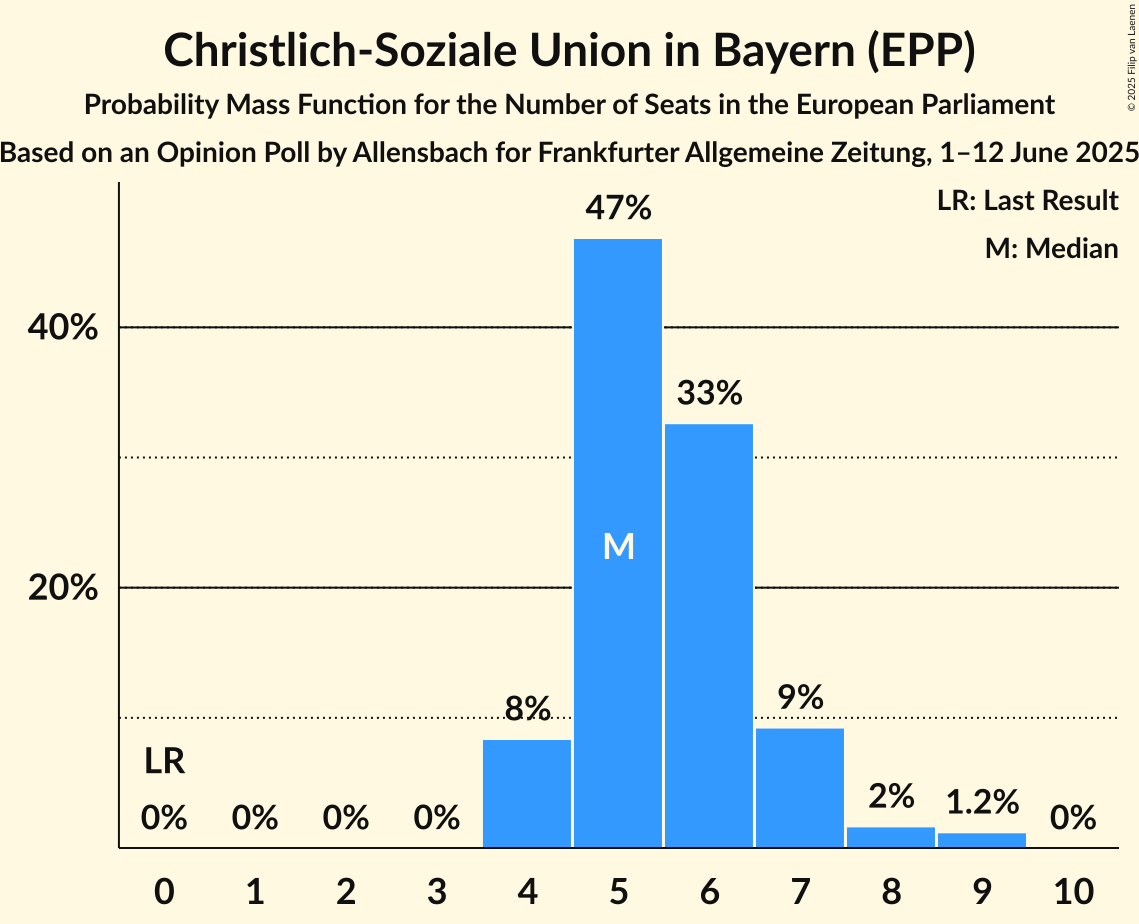 Christlich-Soziale Union in Bayern (EPP)
Probability Mass Function for the Number of Seats in the European Parliament
Based on an Opinion Poll by Allensbach for Frankfurter Allgemeine Zeitung, 1–12 June 2025
© 2025 Filip van Laenen
LR: Last Result
M: Median
47%
40%
33%
M
20%
8%
9%
LR
0% 0% 0% 0% 2% 1.2% 0%
0 1 2 3 4 5 6 7 8 9 10